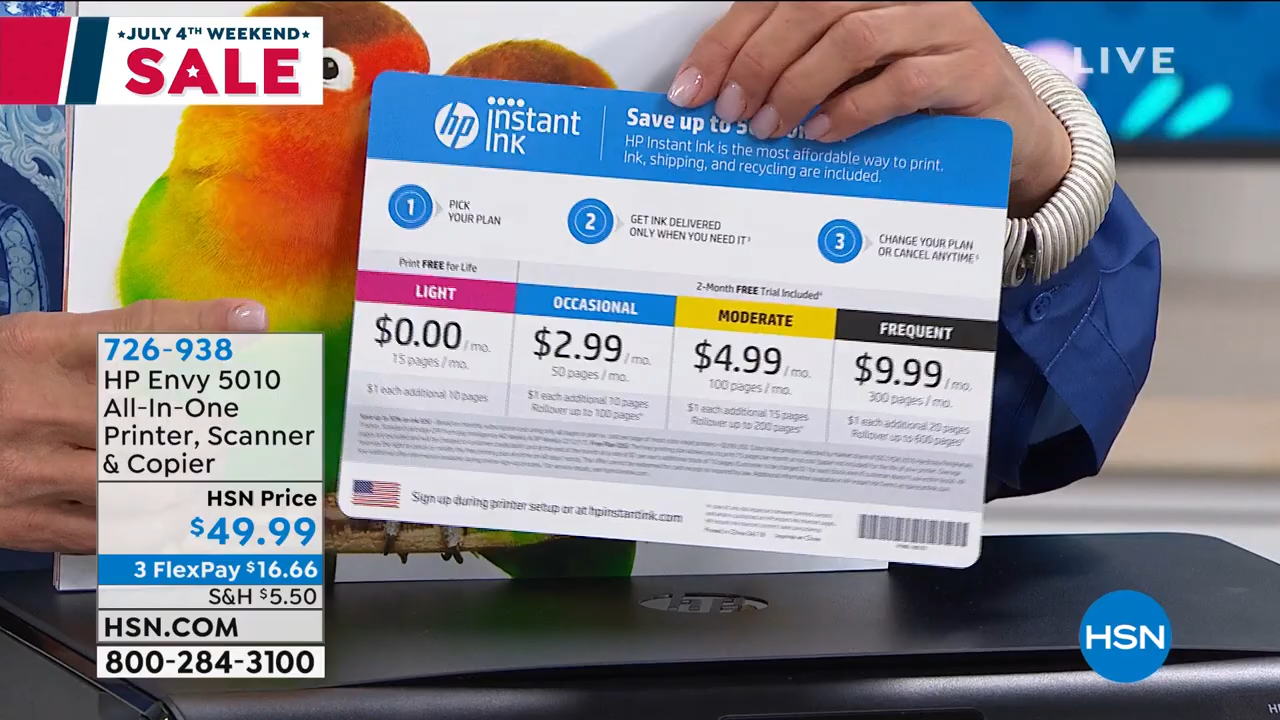 ★JULY 4TH WEEKEND★
SALE
LIVE
hp instant ink
Save up to
HP Instant Ink is the most affordable way to print.
Ink, shipping, and recycling are included.
1 PICK
YOUR PLAN
2 GET INK DELIVERED
ONLY WHEN YOU NEED IT
3 CHANGE YOUR PLAN
OR CANCEL ANYTIME
Print FREE for Life
2-Month FREE Trial Included
LIGHT
$0.00 / mo.
15 pages / mo.
$1 each additional 10 pages
OCCASIONAL
$2.99 / mo.
50 pages / mo.
$1 each additional 10 pages
Rollover up to 100 pages
MODERATE
$4.99 / mo.
100 pages / mo.
$1 each additional 15 pages
Rollover up to 200 pages
FREQUENT
$9.99 / mo.
300 pages / mo.
$1 each additional 20 pages
Rollover up to 600 pages
Sign up during printer setup or at hpinstantink.com
726-938
HP Envy 5010
All-In-One
Printer, Scanner
& Copier
HSN Price
$49.99
3 FlexPay $16.66
S&H $5.50
HSN.COM
800-284-3100
hp
HSN